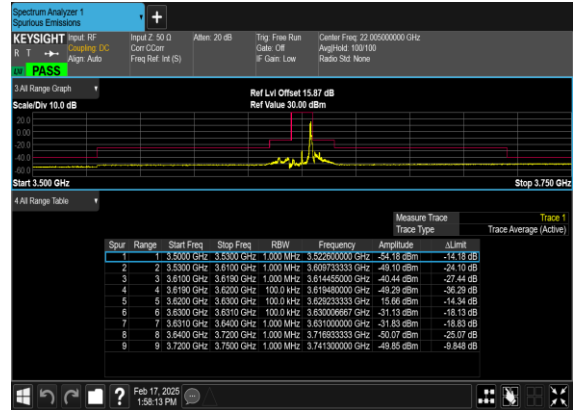 Spectrum Analyzer 1
Spurious Emissions
KEYSIGHT Input: RF Input Z: 50 Ω Atten: 20 dB Trig: Free Run Center Freq: 22.005000000 GHz
R T Coupling: DC Corr CCorr Gate: Off Avg|Hold: 100/100
Align: Auto Freq Ref: Int (S) IF Gain: Low Radio Std: None
PASS
3.All Range Graph
Ref Lvl Offset 15.87 dB
Scale/Div 10.0 dB Ref Value 30.00 dBm
20.0
0.00
-20.0
-40.0
-60.0
Start 3.500 GHz Stop 3.750 GHz
4.All Range Table
Measure Trace Trace 1
Trace Type Trace Average (Active)
Spur Range Start Freq Stop Freq RBW Frequency Amplitude ΔLimit
1 1 3.5000 GHz 3.5300 GHz 1.000 MHz 3.522600000 GHz -54.18 dBm -14.18 dB
2 2 3.5300 GHz 3.6100 GHz 1.000 MHz 3.609733333 GHz -49.10 dBm -24.10 dB
3 3 3.6100 GHz 3.6190 GHz 1.000 MHz 3.614455000 GHz -40.44 dBm -27.44 dB
4 4 3.6190 GHz 3.6200 GHz 100.0 kHz 3.619480000 GHz -49.29 dBm -36.29 dB
5 5 3.6200 GHz 3.6300 GHz 100.0 kHz 3.629233333 GHz 15.66 dBm -14.34 dB
6 6 3.6300 GHz 3.6310 GHz 100.0 kHz 3.630006667 GHz -31.13 dBm -18.13 dB
7 7 3.6310 GHz 3.6400 GHz 1.000 MHz 3.631000000 GHz -31.83 dBm -18.83 dB
8 8 3.6400 GHz 3.7200 GHz 1.000 MHz 3.716933333 GHz -50.07 dBm -25.07 dB
9 9 3.7200 GHz 3.7500 GHz 1.000 MHz 3.741300000 GHz -49.85 dBm -9.848 dB
Feb 17, 2025
1:58:13 PM